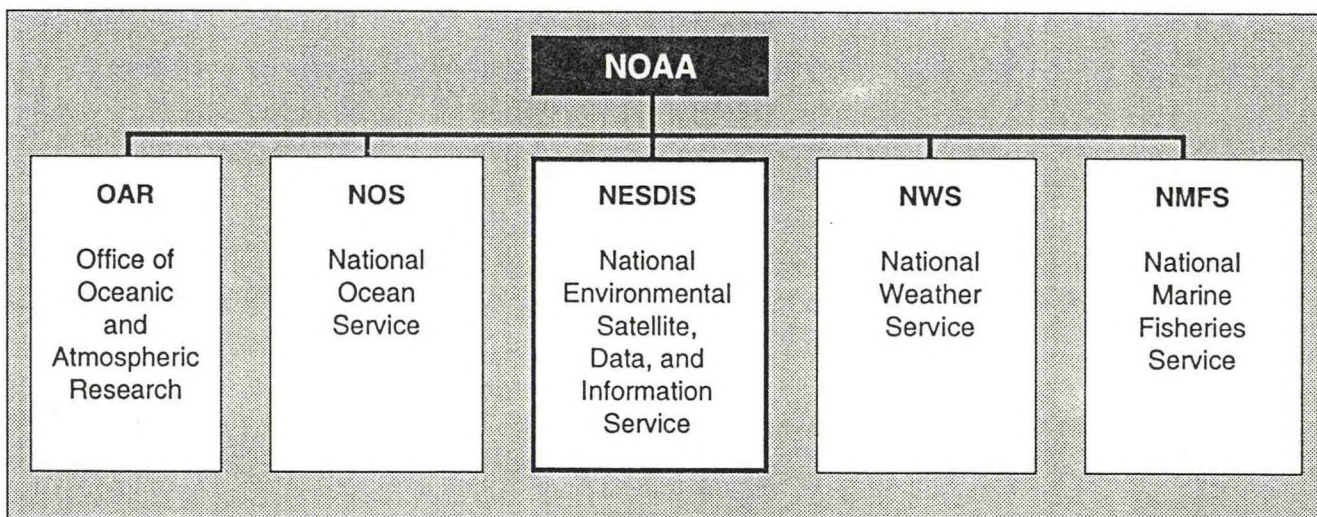 NOAA
OAR
Office of
Oceanic
and
Atmospheric
Research
NOS
National
Ocean
Service
NESDIS
National
Environmental
Satellite,
Data, and
Information
Service
NWS
National
Weather
Service
NMFS
National
Marine
Fisheries
Service